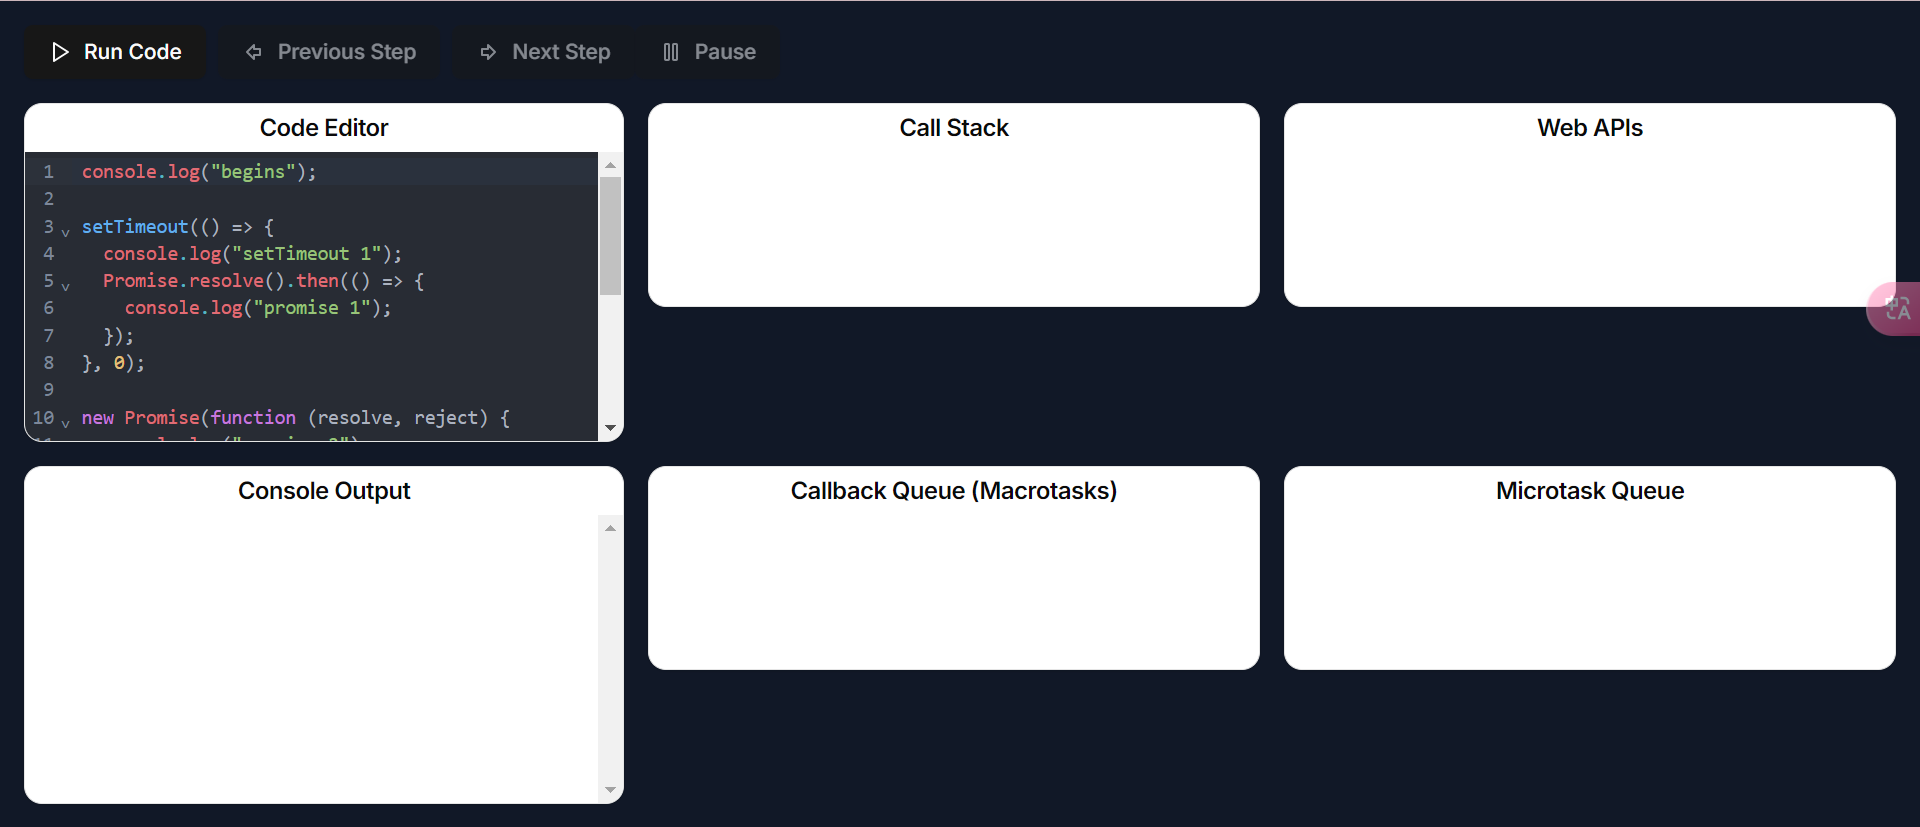 Run Code
Previous Step
Next Step
Pause
Code Editor
1 console.log("begins");
2
3 setTimeout(() => {
4 console.log("setTimeout 1");
5 Promise.resolve().then(() => {
6 console.log("promise 1");
7 });
8 }, 0);
9
10 new Promise(function (resolve, reject) {
Call Stack
Web APIs
Console Output
Callback Queue (Macrotasks)
Microtask Queue